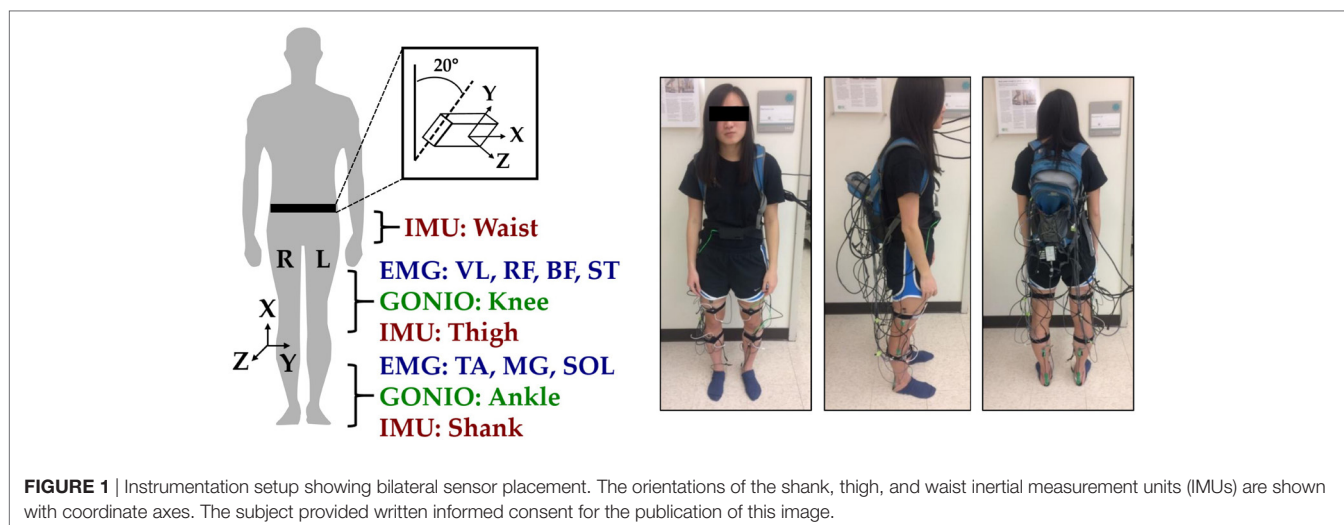 20°
Y
X
Z
IMU: Waist
R L
EMG: VL, RF, BF, ST
GONIO: Knee
IMU: Thigh
X
Z Y
EMG: TA, MG, SOL
GONIO: Ankle
IMU: Shank
FIGURE 1 | Instrumentation setup showing bilateral sensor placement. The orientations of the shank, thigh, and waist inertial measurement units (IMUs) are shown
with coordinate axes. The subject provided written informed consent for the publication of this image.